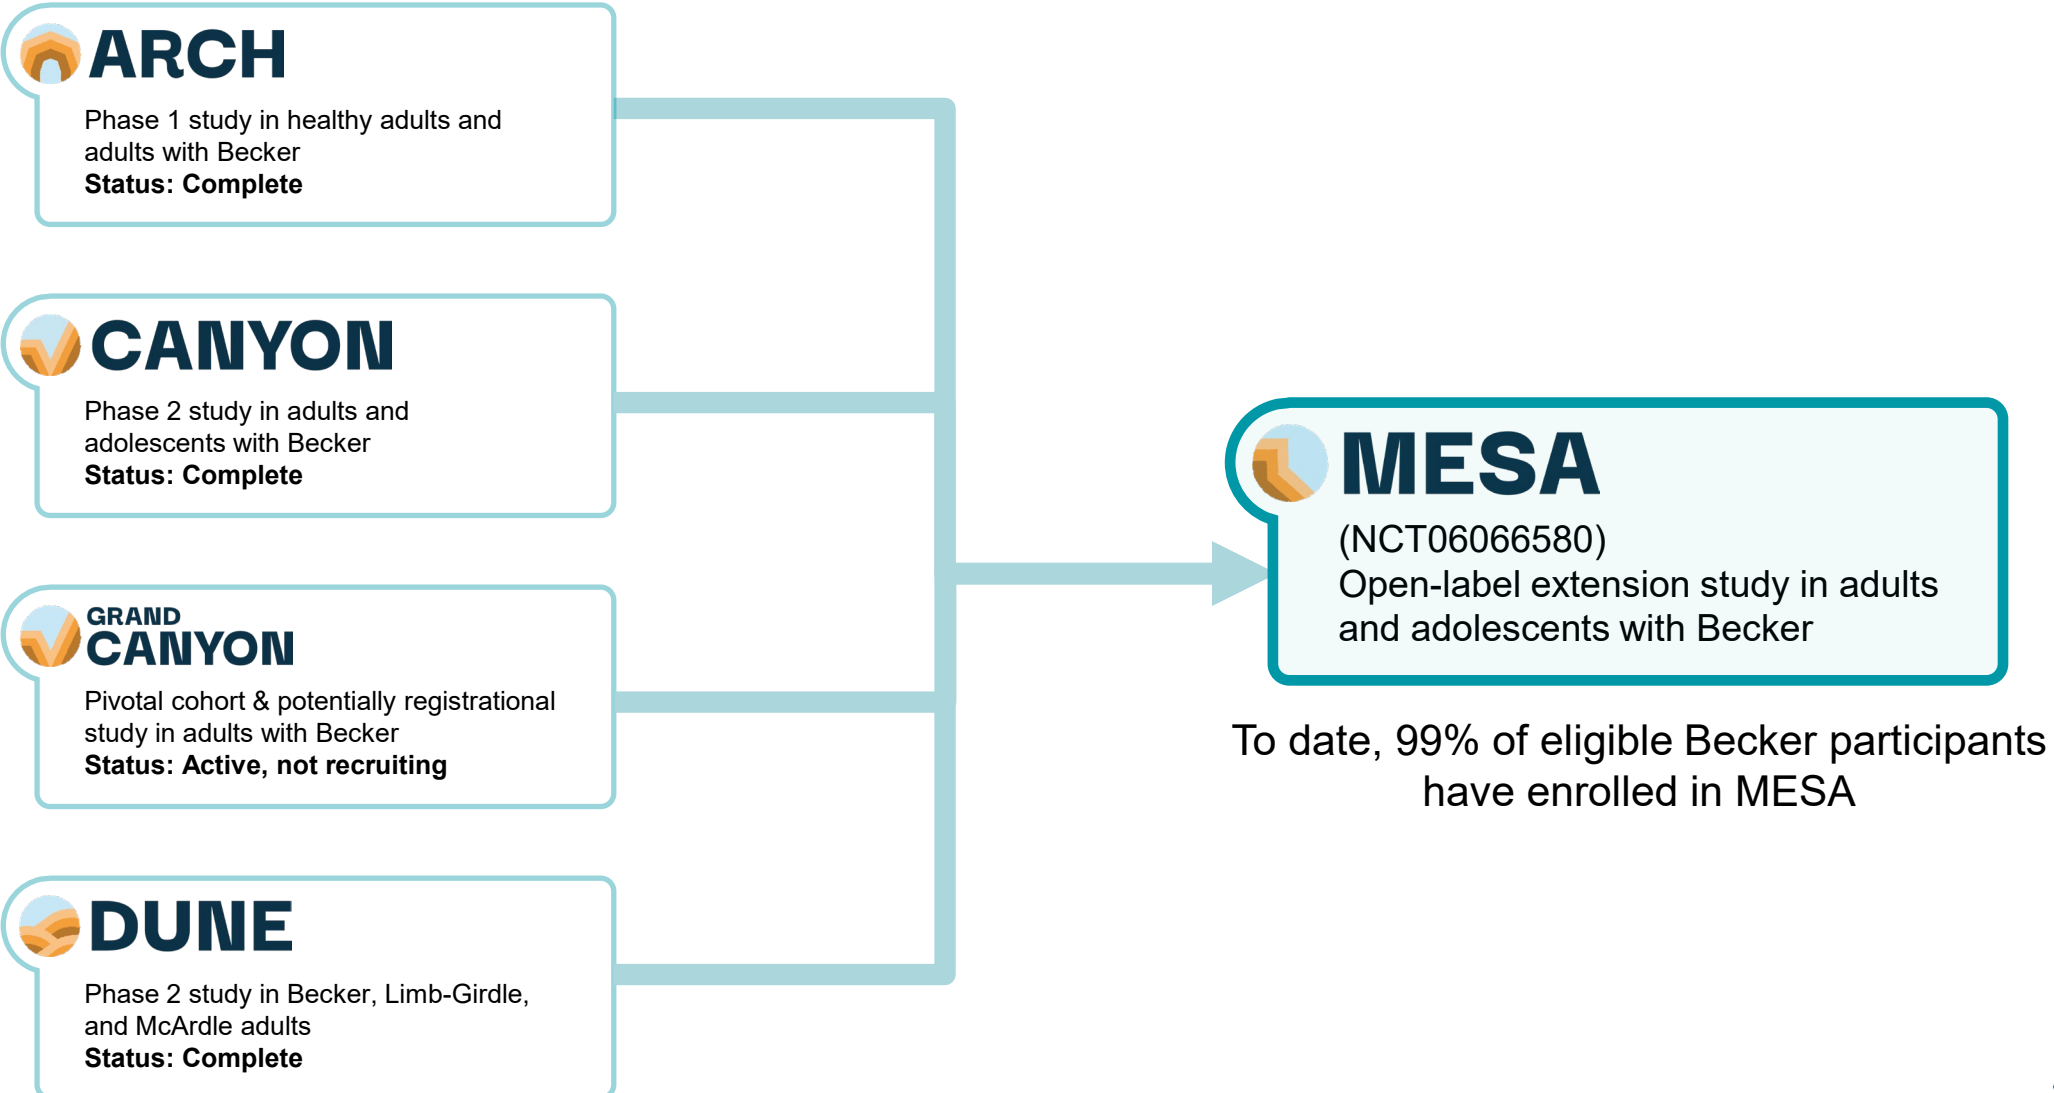 ARCH
Phase 1 study in healthy adults and
adults with Becker
Status: Complete
CANYON
Phase 2 study in adults and
adolescents with Becker
Status: Complete
GRAND
CANYON
Pivotal cohort & potentially registrational
study in adults with Becker
Status: Active, not recruiting
DUNE
Phase 2 study in Becker, Limb-Girdle,
and McArdle adults
Status: Complete
MESA
(NCT06066580)
Open-label extension study in adults
and adolescents with Becker
To date, 99% of eligible Becker participants
have enrolled in MESA